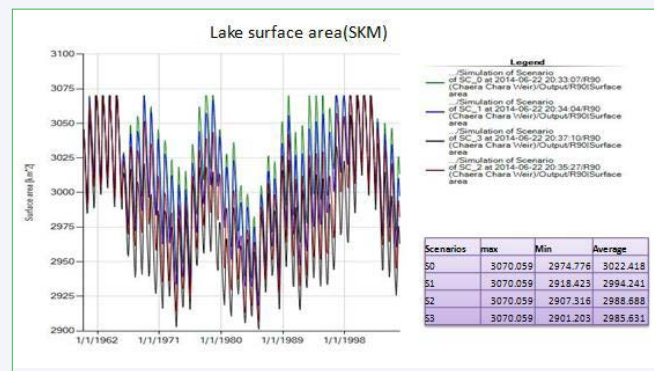 Lake surface area(SKM)
3100
3075
3050
3025
3000
2975
2950
2925
2900
Surface area [km^2]
1/1/1962
1/1/1971
1/1/1980
1/1/1989
1/1/1998
Legend
.../Simulation of Scenario
of SC_0 at 2014-06-22 20:33:07/R90
(Chaera Chara Weir)/Output/R90|Surface
area
.../Simulation of Scenario
of SC_1 at 2014-06-22 20:34:04/R90
(Chaera Chara Weir)/Output/R90|Surface
area
.../Simulation of Scenario
of SC_3 at 2014-06-22 20:37:10/R90
(Chaera Chara Weir)/Output/R90|Surface
area
.../Simulation of Scenario
of SC_2 at 2014-06-22 20:35:27/R90
(Chaera Chara Weir)/Output/R90|Surface
area
Scenarios max Min Average
S0 3070.059 2974.776 3022.418
S1 3070.059 2918.423 2994.241
S2 3070.059 2907.316 2988.688
S3 3070.059 2901.203 2985.631